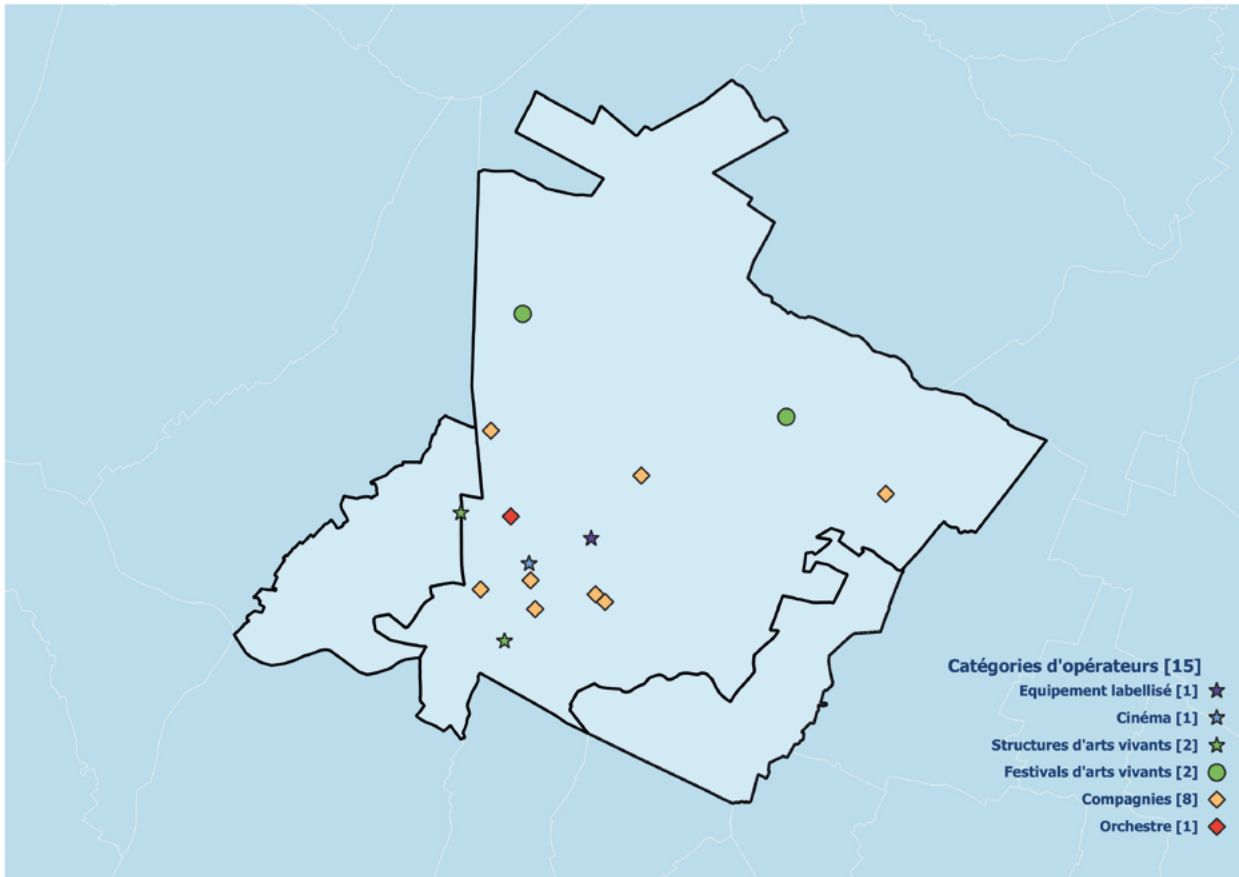 Catégories d'opérateurs [15]
Equipement labellisé [1]
Cinéma [1]
Structures d'arts vivants [2]
Festivals d'arts vivants [2]
Compagnies [8]
Orchestre [1]